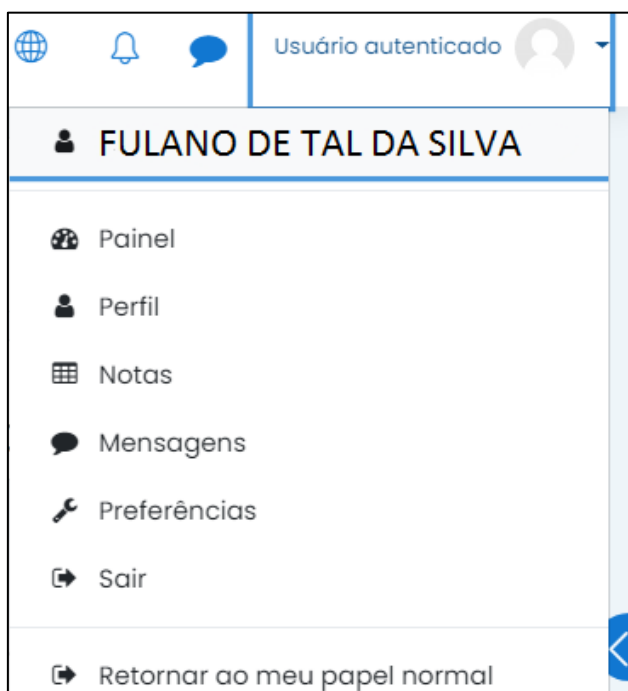 Usuário autenticado
FULANO DE TAL DA SILVA
Painel
Perfil
Notas
Mensagens
Preferências
Sair
Retornar ao meu papel normal